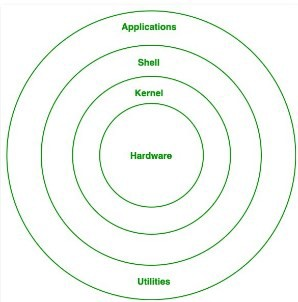 Applications
Shell
Kernel
Hardware
Utilities